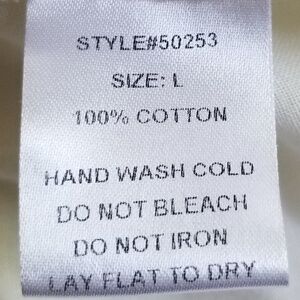 STYLE#50253
SIZE: L
100% COTTON
HAND WASH COLD
DO NOT BLEACH
DO NOT IRON
LAY FLAT TO DRY